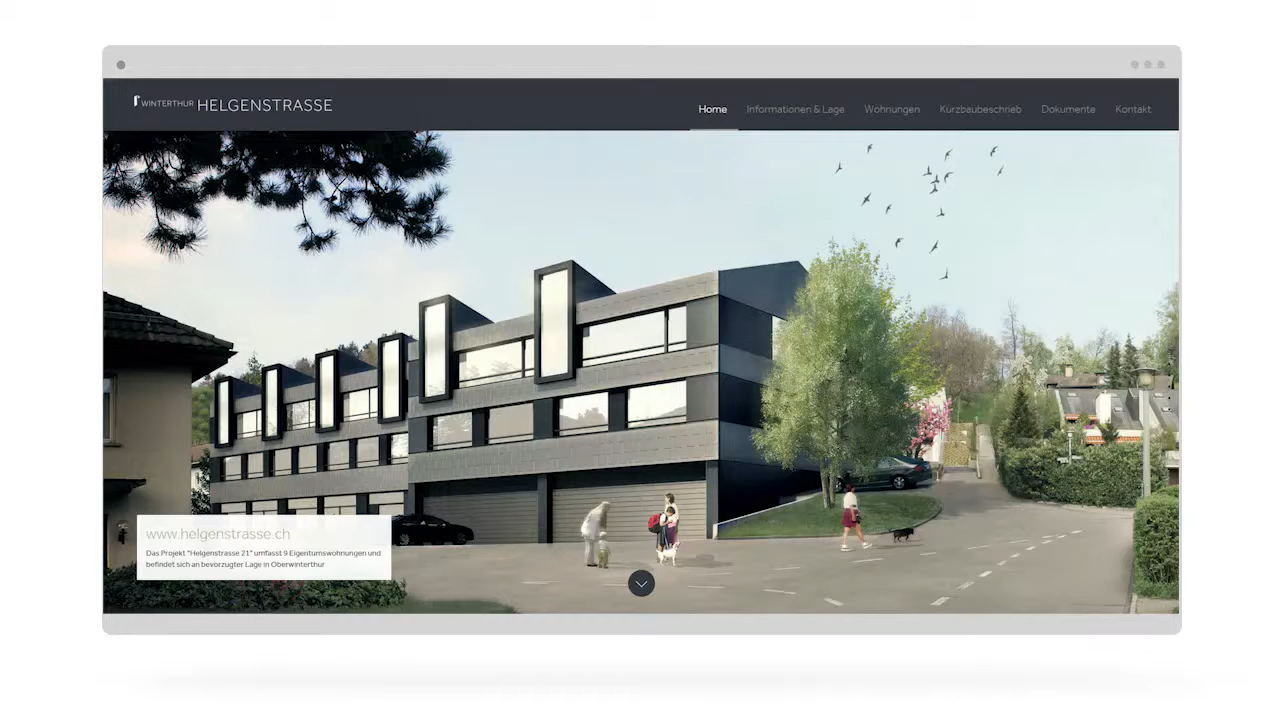 WINTERTHUR HELGENSTRASSE
Home Informationen & Lage Wohnungen Kurzbaubeschrieb Dokumente Kontakt
www.helgenstrasse.ch
Das Projekt "Helgenstrasse 21" umfasst 9 Eigentumswohnungen und
befindet sich an bevorzugter Lage in Oberwinterthur